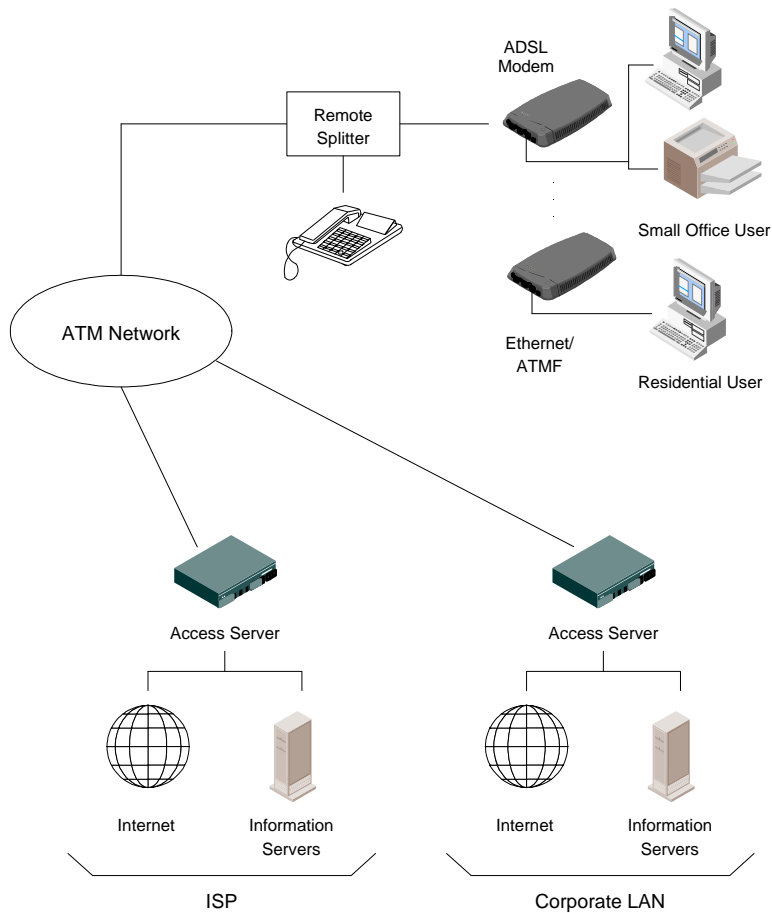 ADSL
Modem
Remote
Splitter
Small Office User
ATM Network
Ethernet/
ATMF
Residential User
Access Server
Access Server
Internet
Information
Servers
Internet
Information
Servers
ISP
Corporate LAN